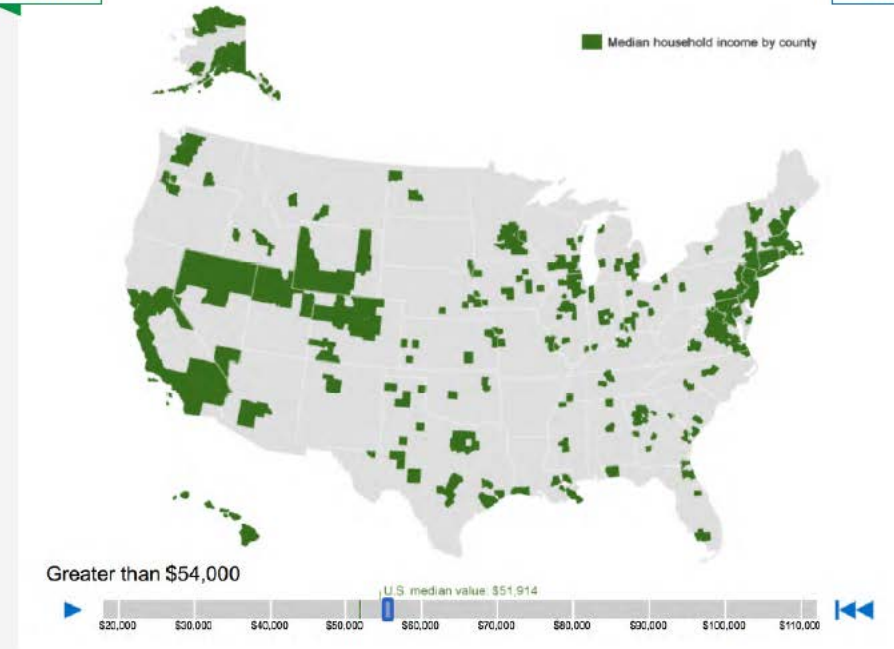 Median household income by county
Greater than $54,000
U.S. median value: $51,914
$20,000 $30,000 $40,000 $50,000 $60,000 $70,000 $80,000 $90,000 $100,000 $110,000